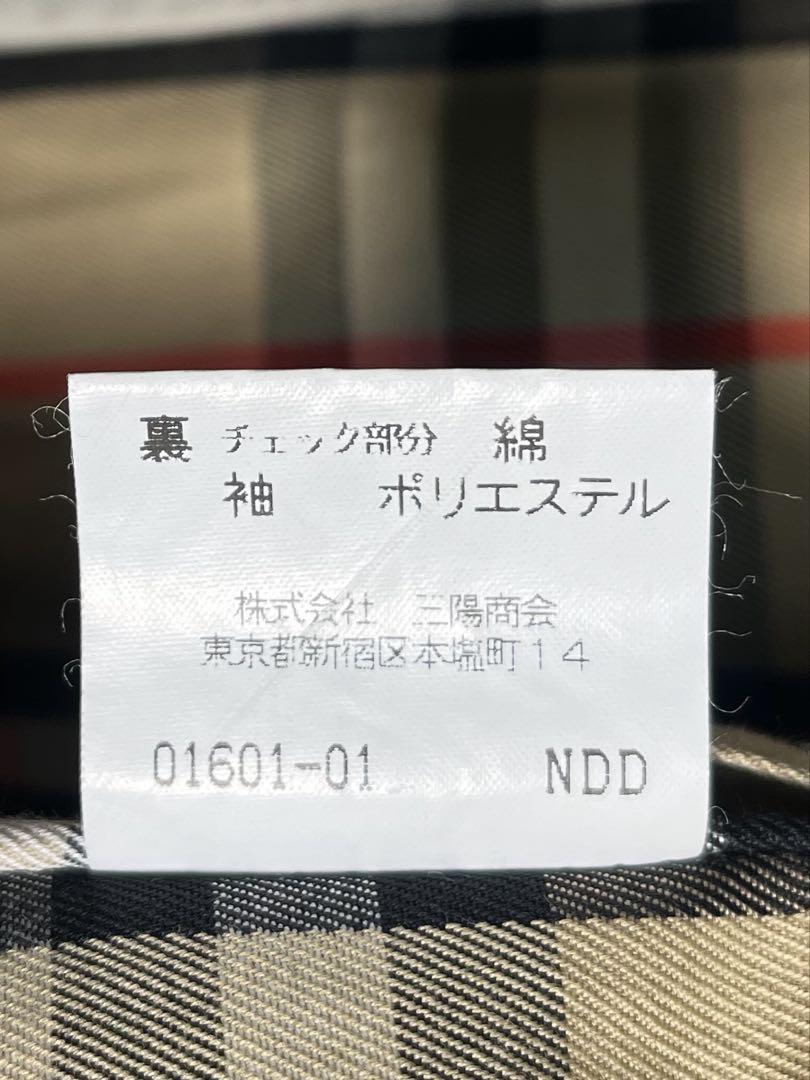 裏 チェック部分 綿
袖 ポリエステル
株式会社 三陽商会
東京都新宿区本塩町14
01601-01 NDD